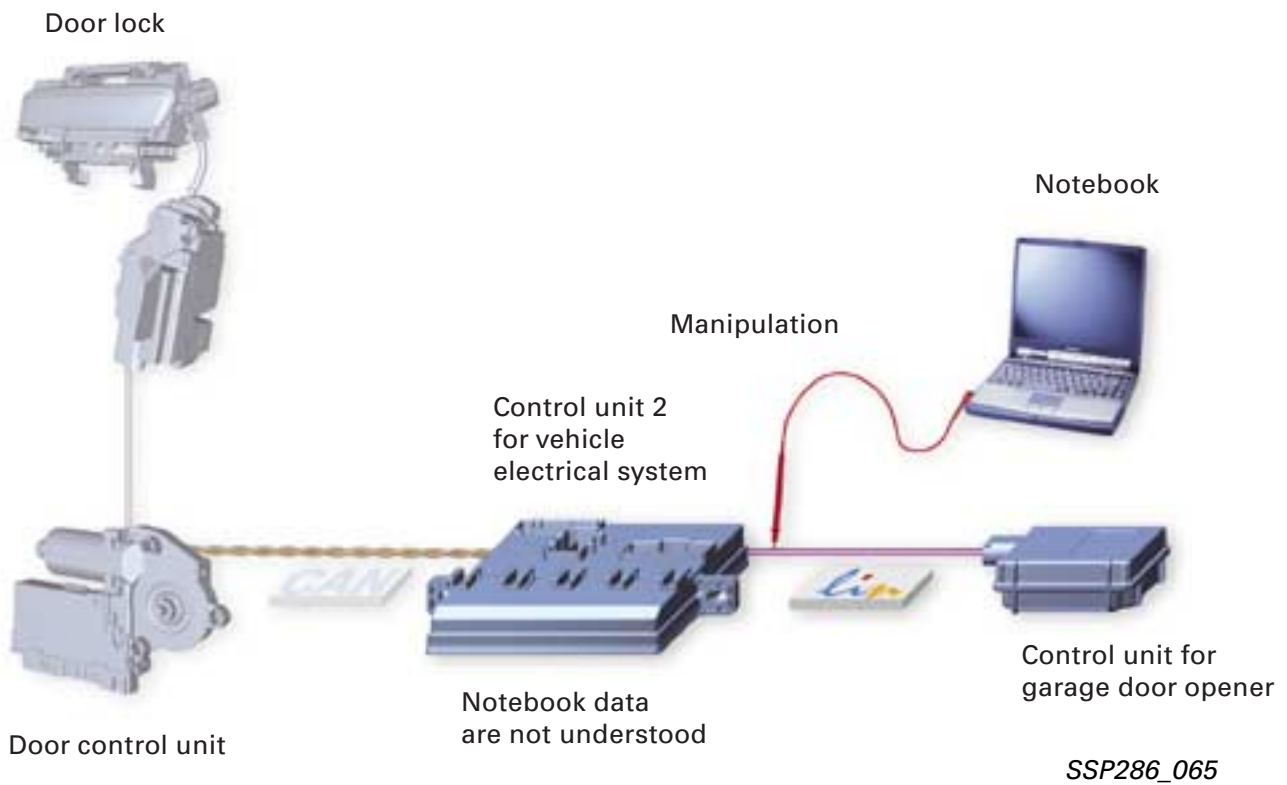 Door lock
Notebook
Manipulation
Control unit 2
for vehicle
electrical system
CAN
lin
Control unit for
garage door opener
Notebook data
are not understood
Door control unit
SSP286_065